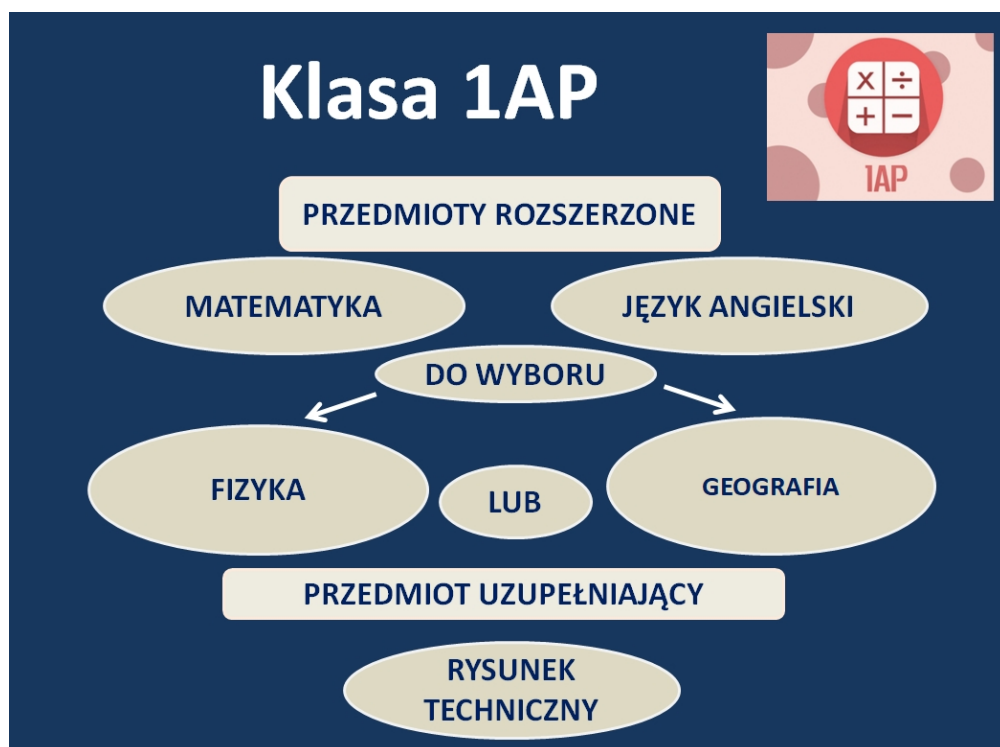 Klasa 1AP
x ÷
+ −
1AP
PRZEDMIOTY ROZSZERZONE
MATEMATYKA
JĘZYK ANGIELSKI
DO WYBORU
FIZYKA
LUB
GEOGRAFIA
PRZEDMIOT UZUPEŁNIAJĄCY
RYSUNEK
TECHNICZNY